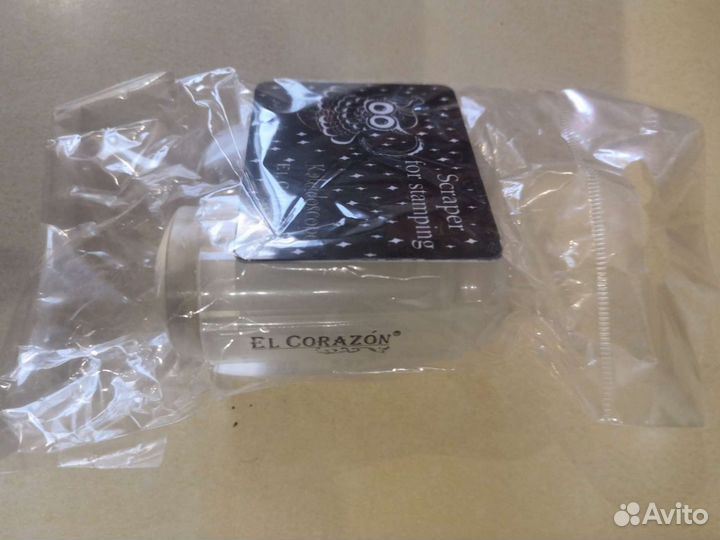 Scraper
for stamping
EL CORAZÓN®
Avito